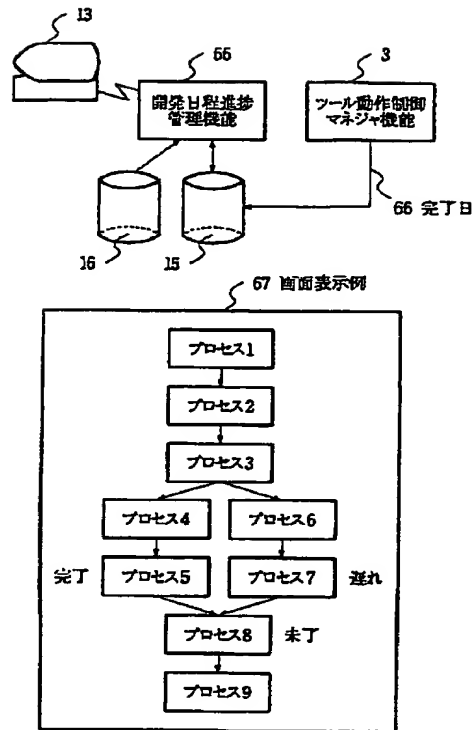 13
55
3
開発日程進捗
管理機能
ツール動作制御
マネジャ機能
66 完了日
16
15
67 画面表示例
プロセス1
プロセス2
プロセス3
プロセス4
プロセス6
完了
プロセス5
プロセス7
遅れ
プロセス8
未了
プロセス9